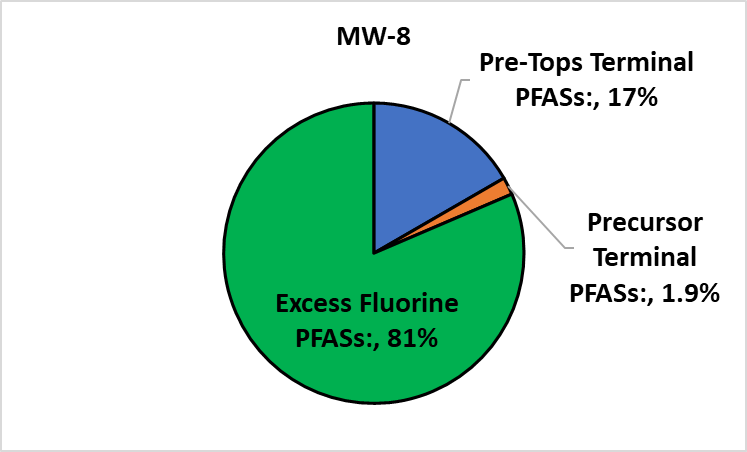 MW-8
Pre-Tops Terminal
PFASs:, 17%
Precursor
Terminal
PFASs:, 1.9%
Excess Fluorine
PFASs:, 81%